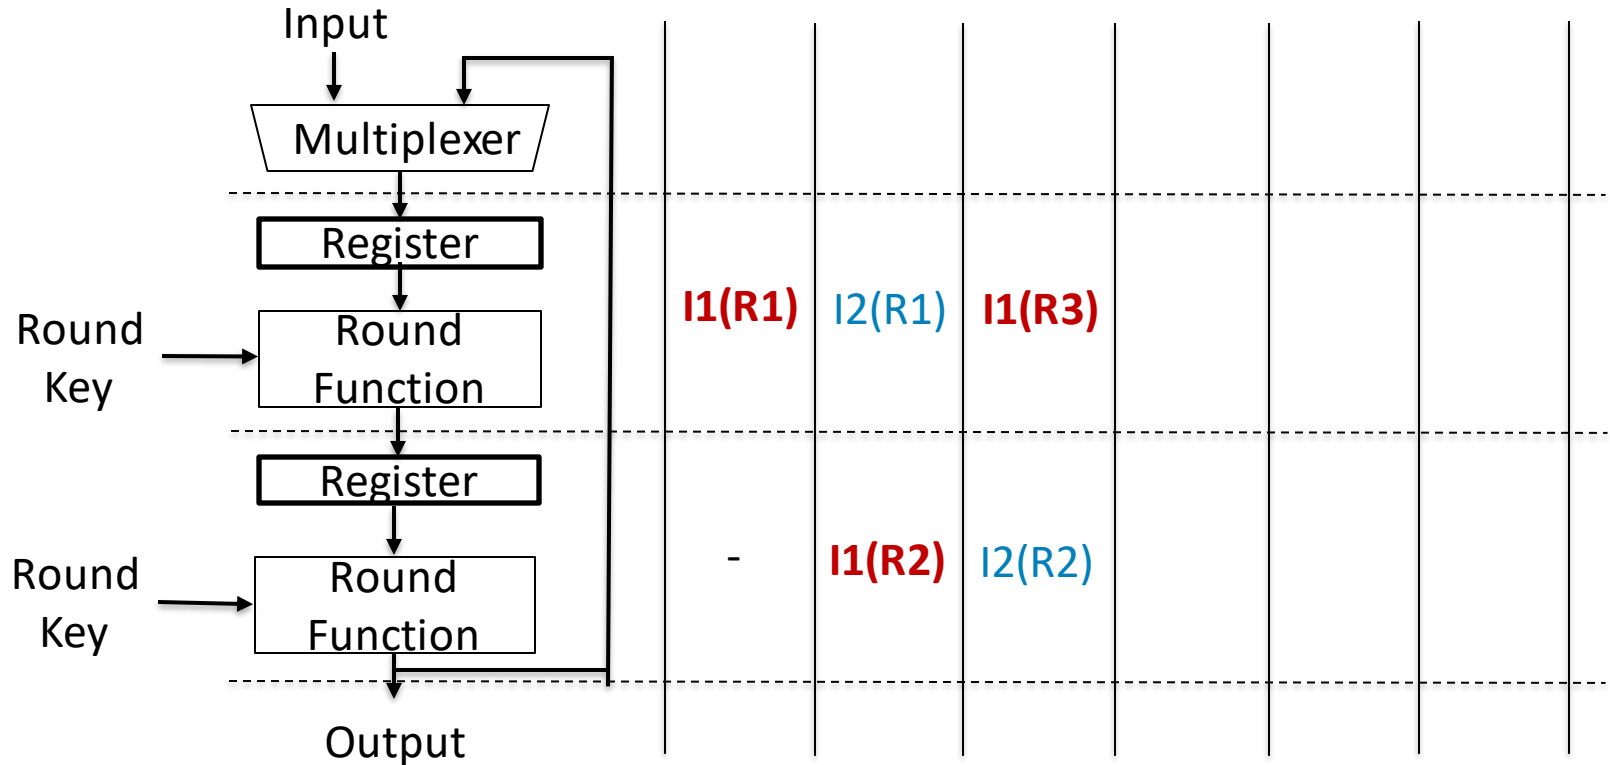 Input
Multiplexer
Register
I1(R1) I2(R1) I1(R3)
Round
Key
Round
Function
Register
- I1(R2) I2(R2)
Round
Key
Round
Function
Output